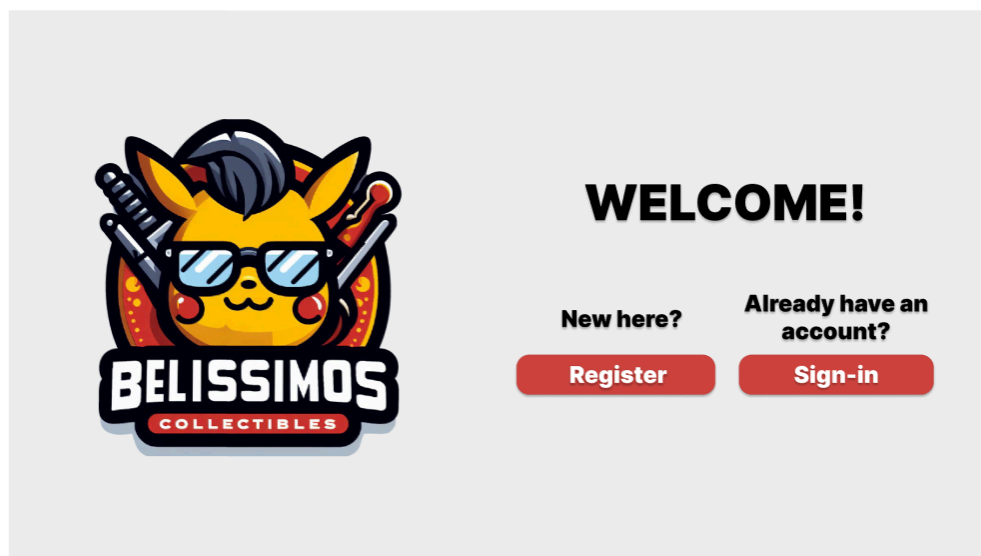 BELISSIMOS
COLLECTIBLES
WELCOME!
New here?
Register
Already have an
account?
Sign-in